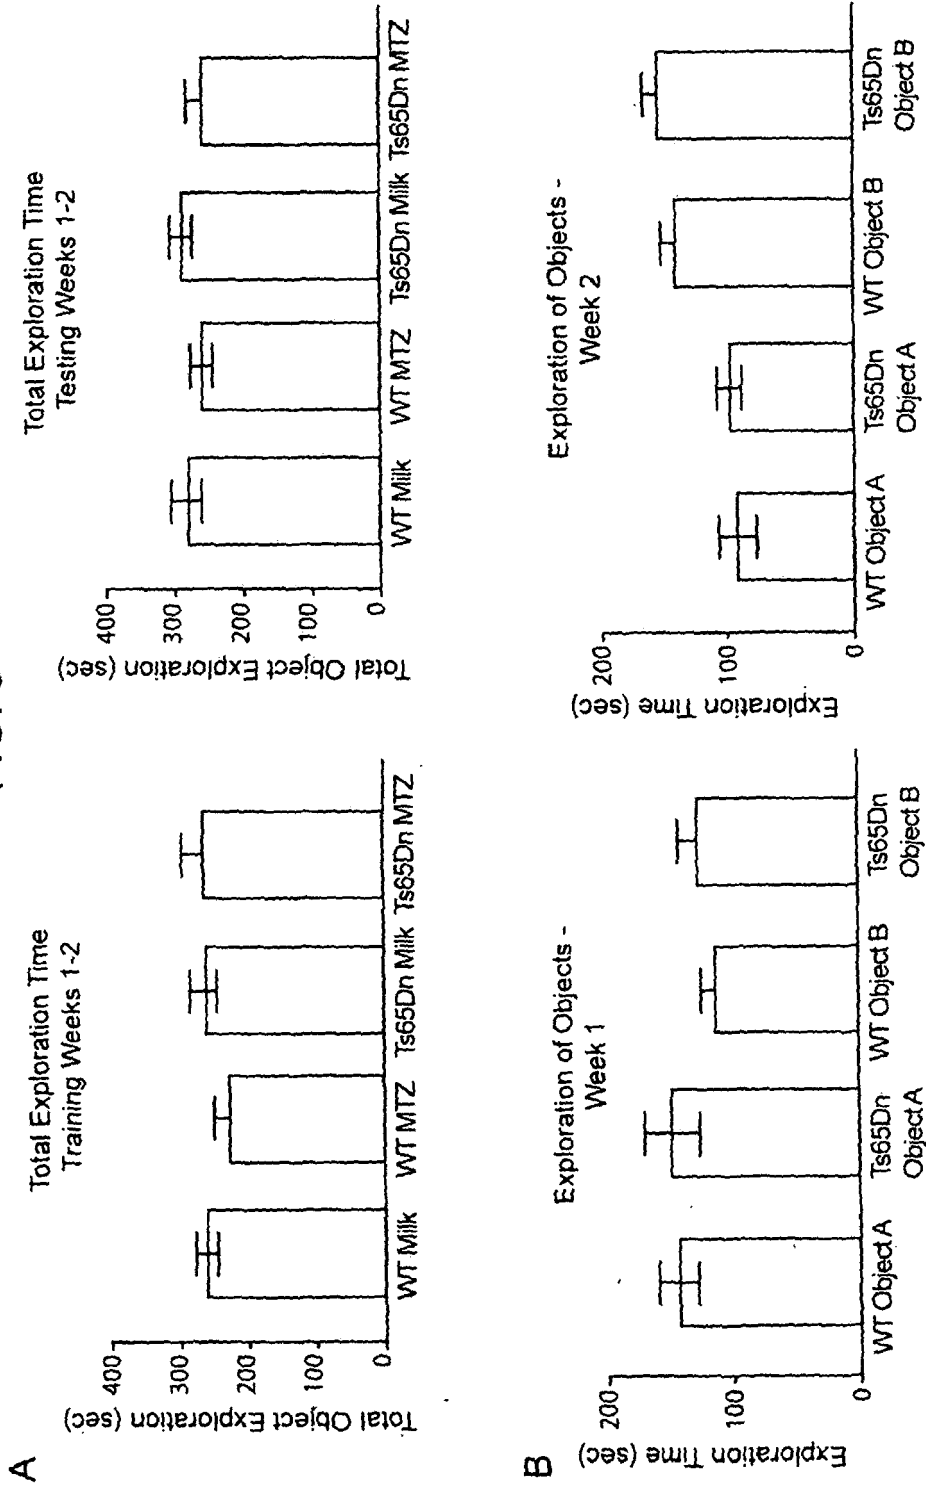 A
Total Exploration Time
Training Weeks 1-2
Total Object Exploration (sec)
400
300
200
100
0
WT Milk
WT MTZ
Ts65Dn Milk
Ts65Dn MTZ
Total Exploration Time
Testing Weeks 1-2
Total Object Exploration (sec)
400
300
200
100
0
WT Milk
WT MTZ
Ts65Dn Milk
Ts65Dn MTZ
B
Exploration of Objects -
Week 1
Exploration Time (sec)
200
100
0
WT Object A
Ts65Dn
Object A
WT Object B
Ts65Dn
Object B
Exploration of Objects -
Week 2
Exploration Time (sec)
200
100
0
WT Object A
Ts65Dn
Object A
WT Object B
Ts65Dn
Object B